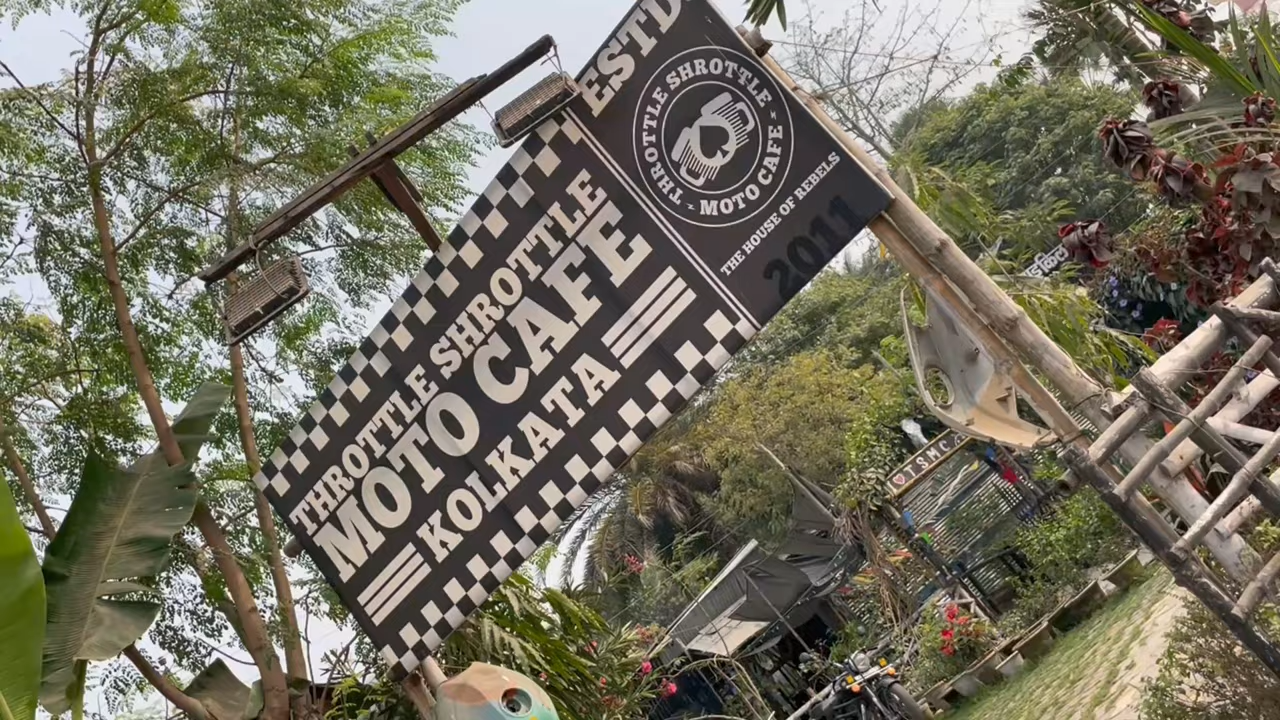 THROTTLE SHROTTLE
MOTO CAFE
KOLKATA
ESTD
THROTTLE SHROTTLE
MOTO CAFE
THE HOUSE OF REBELS
2011